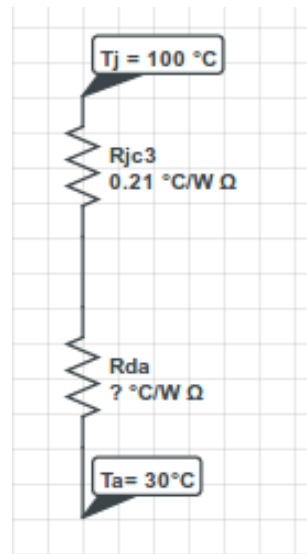 Tj = 100 °C
Rjc3
0.21 °C/W Ω
Rda
? °C/W Ω
Ta= 30°C